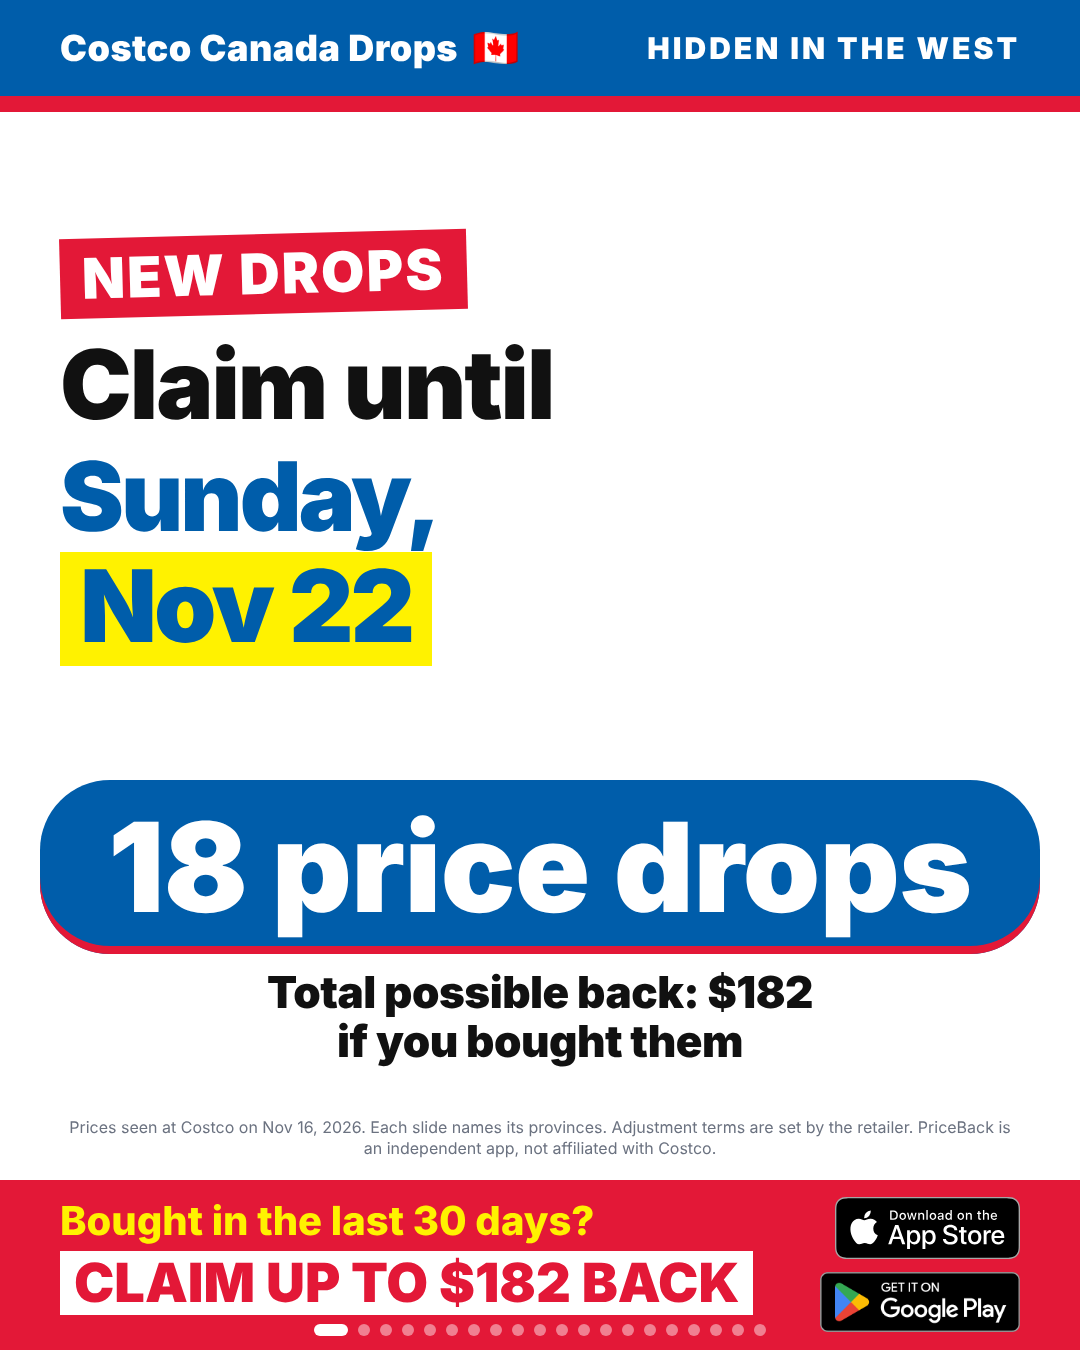 Costco Canada Drops 🇨🇦
HIDDEN IN THE WEST
NEW DROPS
Claim until
Sunday,
Nov 22
18 price drops
Total possible back: $182
if you bought them
Prices seen at Costco on Nov 16, 2026. Each slide names its provinces. Adjustment terms are set by the retailer. PriceBack is
an independent app, not affiliated with Costco.
Bought in the last 30 days?
CLAIM UP TO $182 BACK
Download on the
App Store
GET IT ON
Google Play